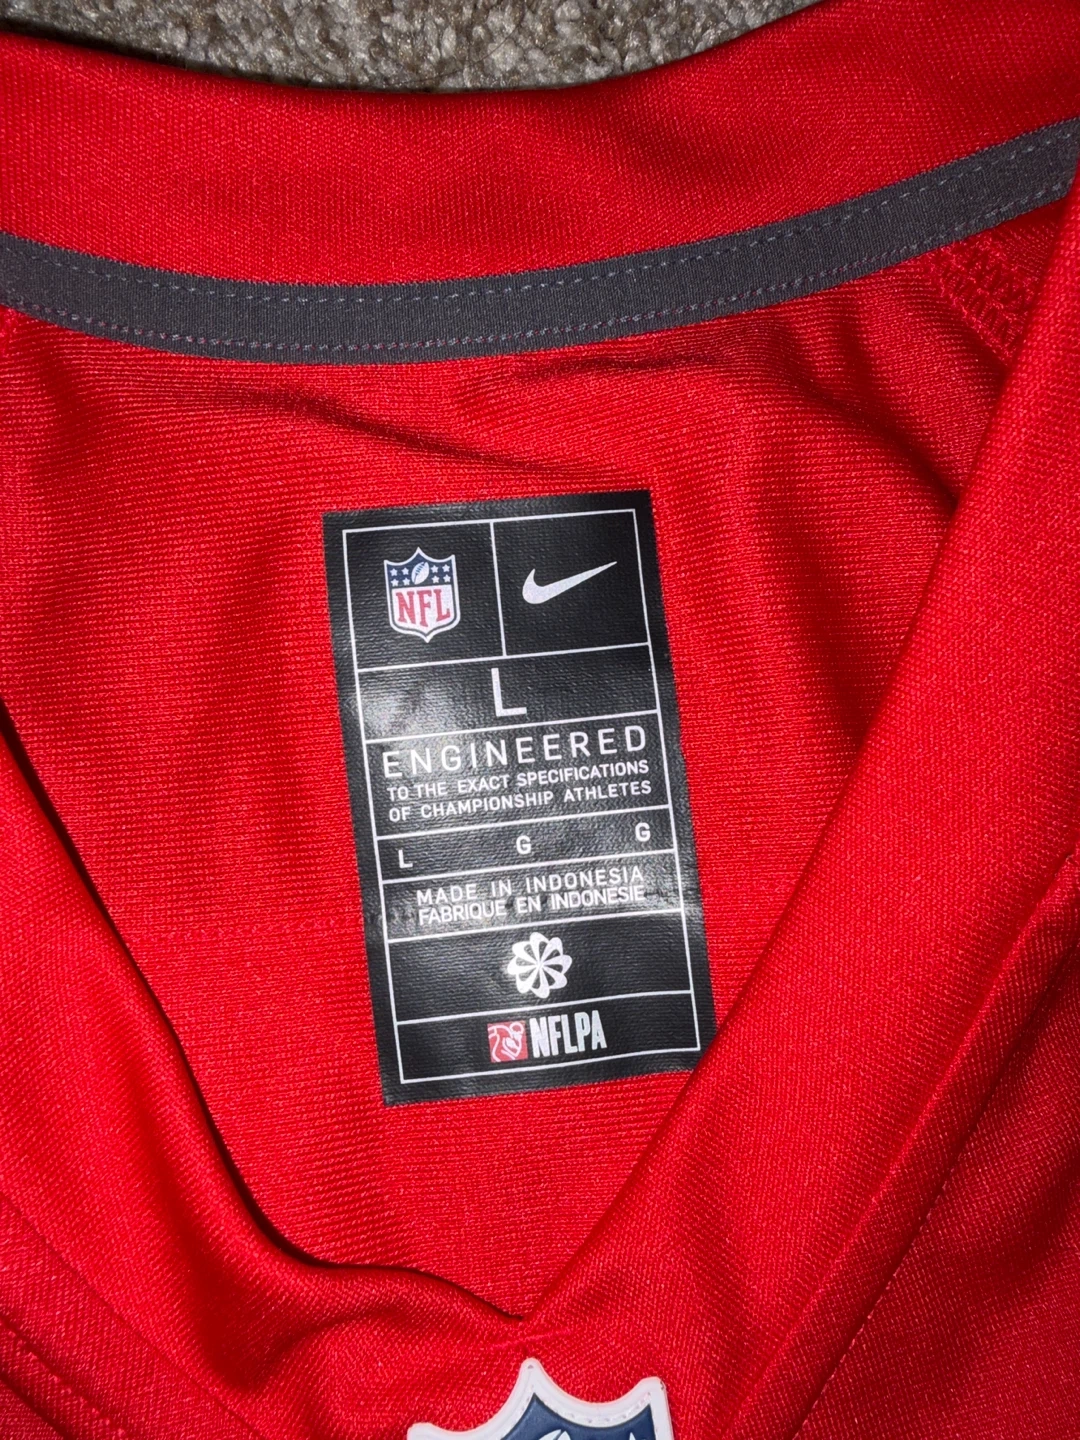 NFL
L
ENGINEERED
TO THE EXACT SPECIFICATIONS
OF CHAMPIONSHIP ATHLETES
L G G
MADE IN INDONESIA
FABRIQUE EN INDONESIE
NFLPA